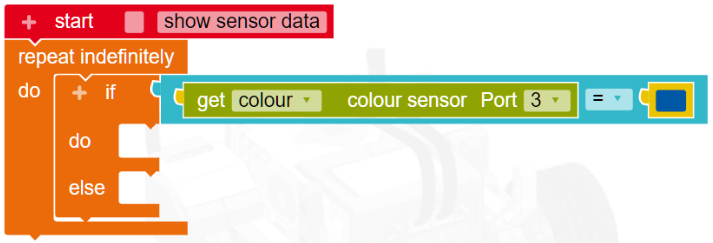 + start show sensor data
repeat indefinitely
do + if get colour ▾ colour sensor Port 3 ▾ = ▾
do
else